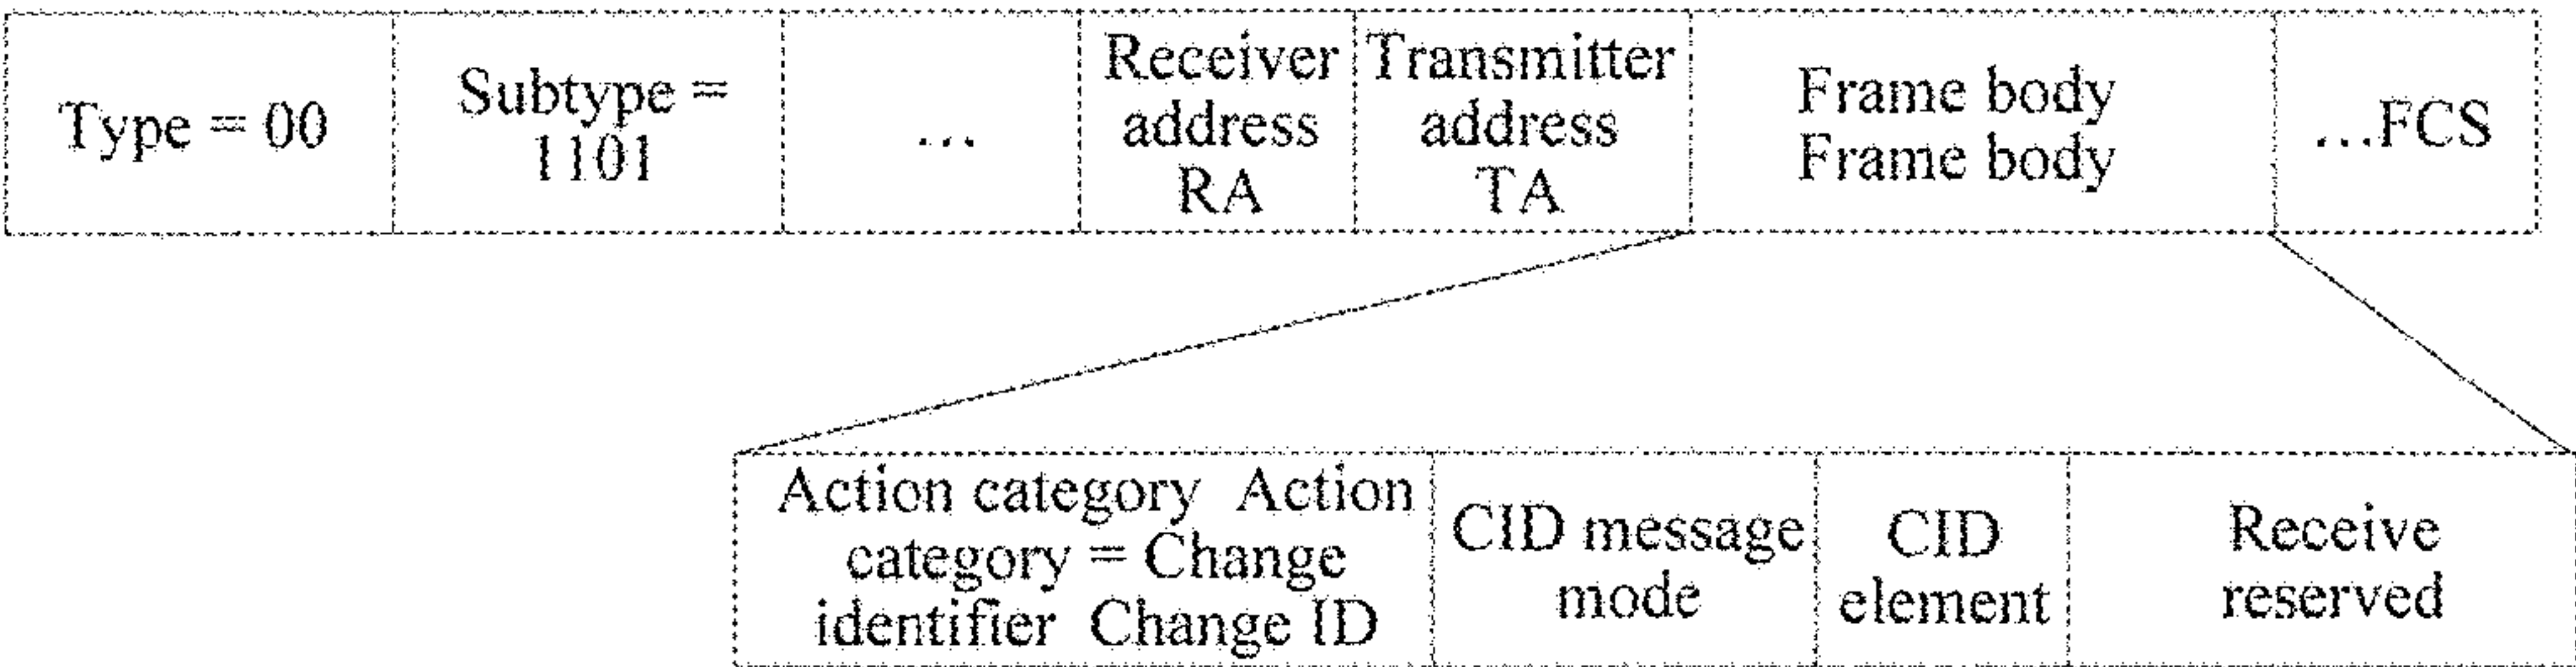 Type = 00
Subtype =
1101
...
Receiver
address
RA
Transmitter
address
TA
Frame body
Frame body
...FCS
Action category  Action
category = Change
identifier  Change ID
CID message
mode
CID
element
Receive
reserved